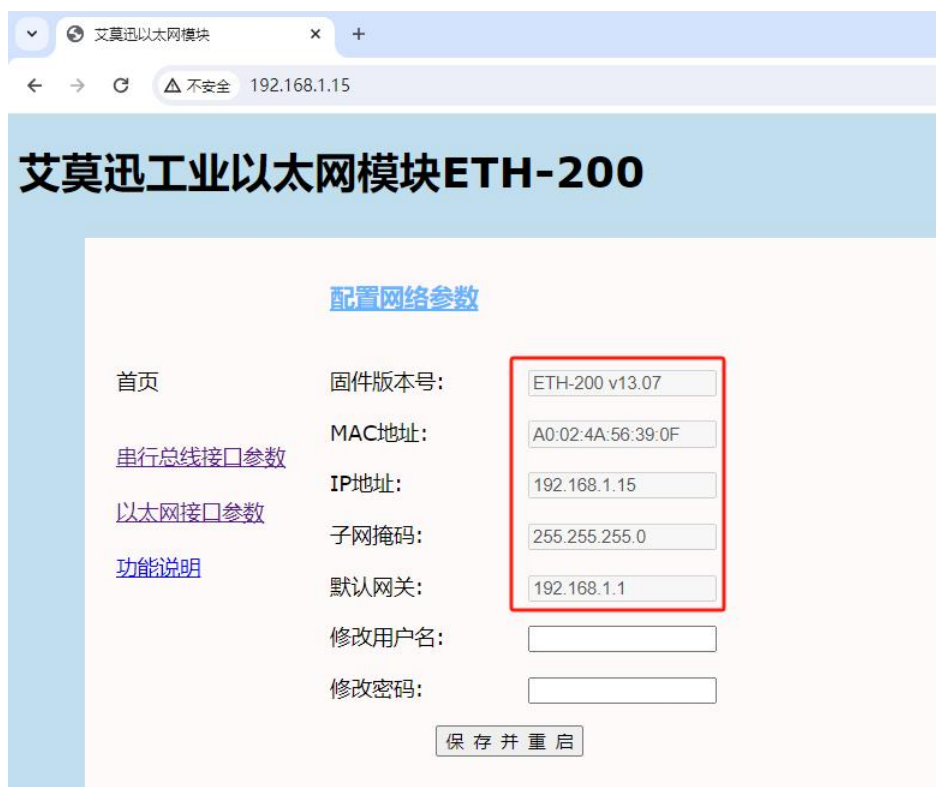 艾莫迅以太网模块
不安全 192.168.1.15
艾莫迅工业以太网模块ETH-200
配置网络参数
首页
串行总线接口参数
以太网接口参数
功能说明
固件版本号: ETH-200 v13.07
MAC地址: A0:02:4A:56:39:0F
IP地址: 192.168.1.15
子网掩码: 255.255.255.0
默认网关: 192.168.1.1
修改用户名:
修改密码:
保 存 并 重 启